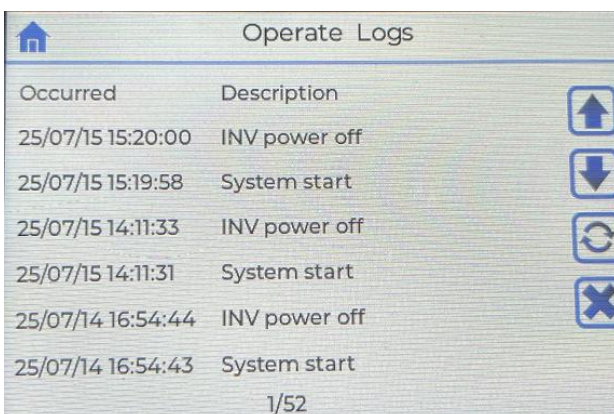 Operate Logs
Occurred Description
25/07/15 15:20:00 INV power off
25/07/15 15:19:58 System start
25/07/15 14:11:33 INV power off
25/07/15 14:11:31 System start
25/07/14 16:54:44 INV power off
25/07/14 16:54:43 System start
1/52